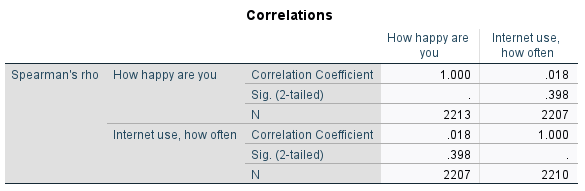 Correlations
How happy are you
Internet use, how often
Spearman's rho How happy are you Correlation Coefficient 1.000 .018
Sig. (2-tailed) . .398
N 2213 2207
Internet use, how often Correlation Coefficient .018 1.000
Sig. (2-tailed) .398 .
N 2207 2210